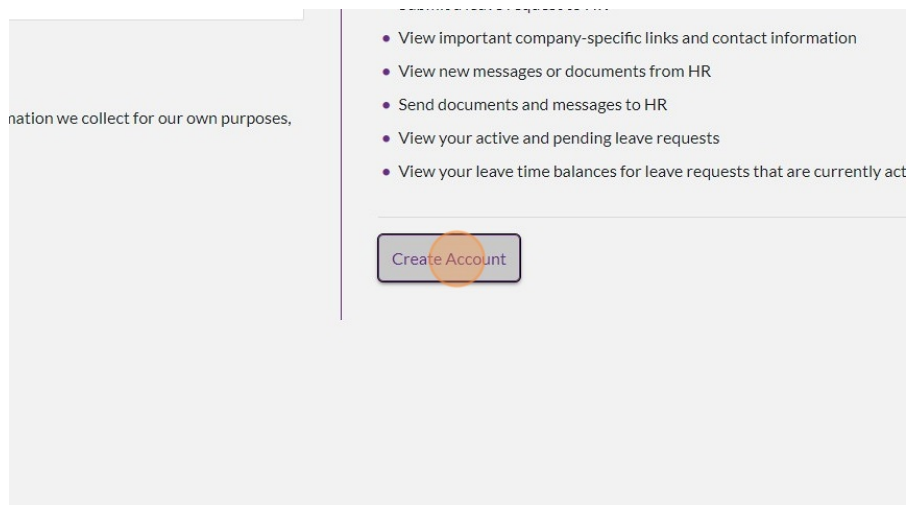 View important company-specific links and contact information
View new messages or documents from HR
Send documents and messages to HR
View your active and pending leave requests
View your leave time balances for leave requests that are currently act
mation we collect for our own purposes,
Create Account